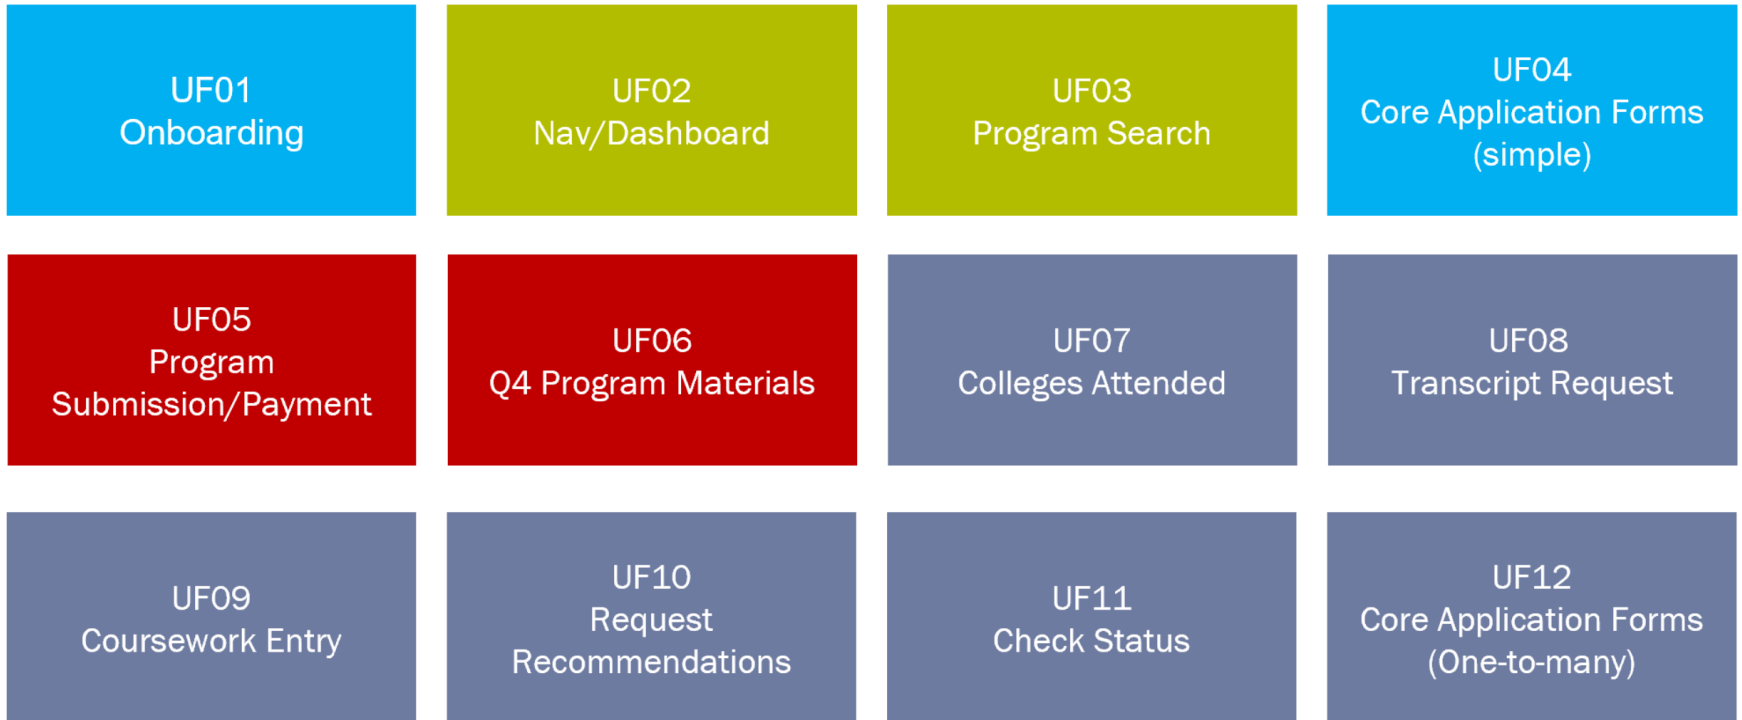 UF01
Onboarding
UF02
Nav/Dashboard
UF03
Program Search
UF04
Core Application Forms
(simple)
UF05
Program
Submission/Payment
UF06
Q4 Program Materials
UF07
Colleges Attended
UF08
Transcript Request
UF09
Coursework Entry
UF10
Request
Recommendations
UF11
Check Status
UF12
Core Application Forms
(One-to-many)